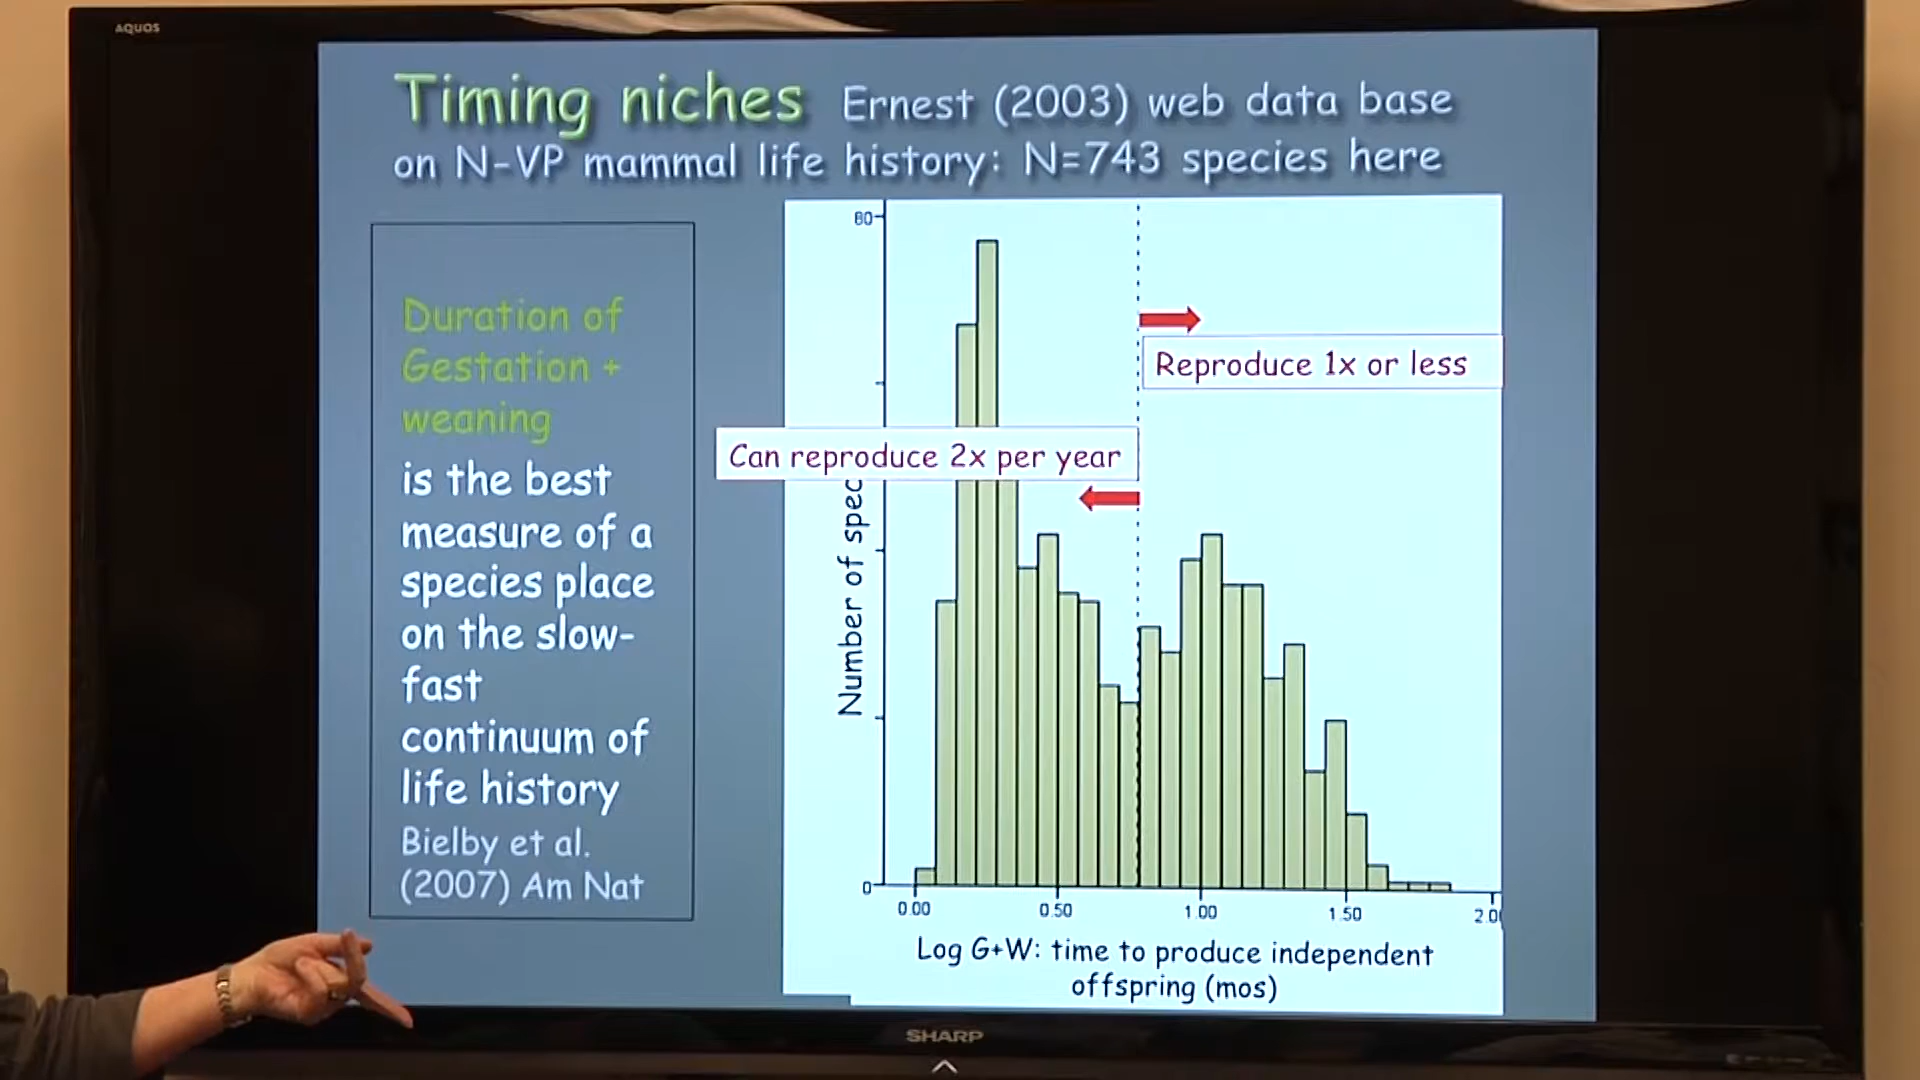 AQUOS
Timing niches Ernest (2003) web data base
on N-VP mammal life history: N=743 species here
Duration of
Gestation +
weaning
is the best
measure of a
species place
on the slow-
fast
continuum of
life history
Bielby et al.
(2007) Am Nat
80
Reproduce 1x or less
Can reproduce 2x per year
Number of spec
0
0.00 0.50 1.00 1.50 2.0
Log G+W: time to produce independent
offspring (mos)
SHARP